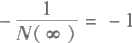 - \frac{1}{N(\infty)} = -1